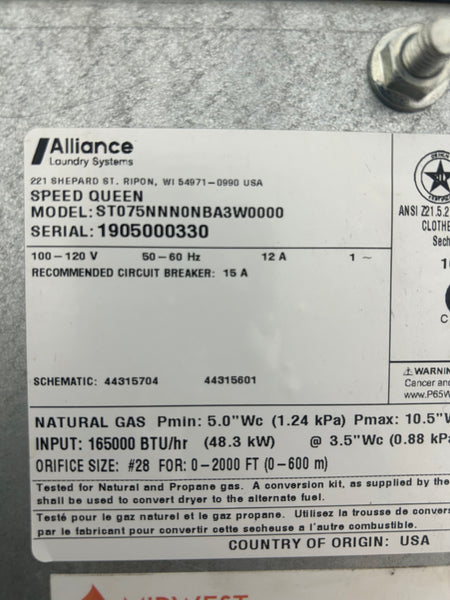 Alliance
Laundry Systems
221 SHEPARD ST. RIPON, WI 54971-0990 USA
SPEED QUEEN
MODEL: ST075NNN0NBA3W0000
SERIAL: 1905000330
100-120 V 50-60 Hz 12 A 1 ~
RECOMMENDED CIRCUIT BREAKER: 15 A
SCHEMATIC: 44315704 44315601
ANSI Z21.5.2
CLOTHE
Sech
C
⚠WARNIN
Cancer and
www.P65W
NATURAL GAS Pmin: 5.0"Wc (1.24 kPa) Pmax: 10.5"W
INPUT: 165000 BTU/hr (48.3 kW) @ 3.5"Wc (0.88 kPa
ORIFICE SIZE: #28 FOR: 0-2000 FT (0-600 m)
Tested for Natural and Propane gas. A conversion kit, as supplied by the
shall be used to convert dryer to the alternate fuel.
Testé pour le gaz naturel et le gaz propane. Utilisez la trousse de convers
par le fabricant pour convertir cette secheuse a l'autre combustible.
COUNTRY OF ORIGIN: USA
MIDWEST